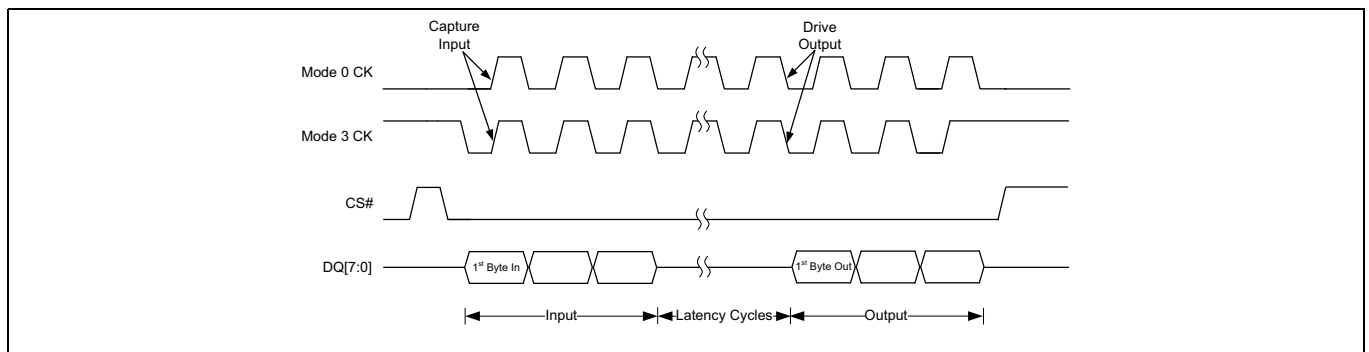 Capture
Input
Drive
Output
Mode 0 CK
Mode 3 CK
CS#
DQ[7:0]
1st Byte In
1st Byte Out
Input
Latency Cycles
Output